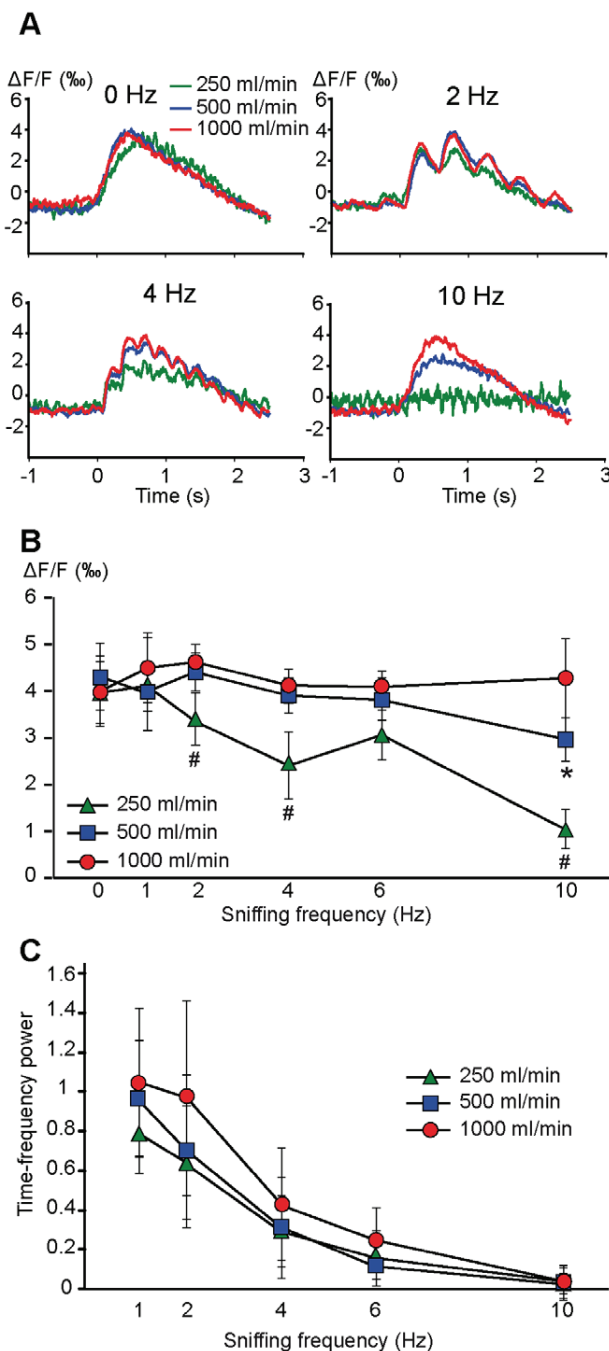 A
ΔF/F (‰)
0 Hz
250 ml/min
500 ml/min
1000 ml/min
6
4
2
0
-2
ΔF/F (‰)
2 Hz
6
4
2
0
-2
4 Hz
6
4
2
0
-2
-1 0 1 2 3
Time (s)
10 Hz
6
4
2
0
-2
-1 0 1 2 3
Time (s)
B
ΔF/F (‰)
6
5
4
3
2
1
0
# # * #
250 ml/min
500 ml/min
1000 ml/min
0 1 2 4 6 10
Sniffing frequency (Hz)
C
Time-frequency power
1.6
1.4
1.2
1
0.8
0.6
0.4
0.2
0
250 ml/min
500 ml/min
1000 ml/min
1 2 4 6 10
Sniffing frequency (Hz)